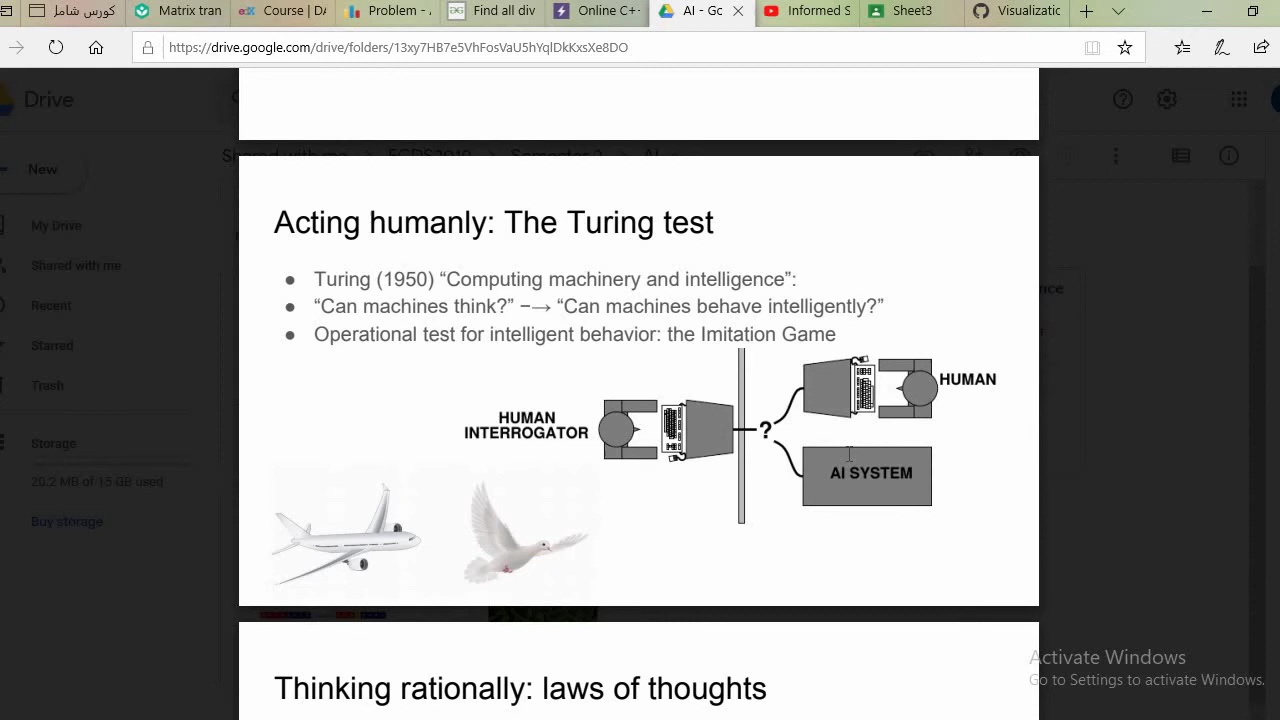 Matrix tran
Course | DA
Problem - A
Find all div
Online C+-
AI - Go
Informed S
Sheet3
Visualizatic
https://drive.google.com/drive/folders/13xy7HB7e5VhFosVaU5hYqlDkKxsXe8DO
Drive
New
My Drive
Shared with me
Recent
Starred
Trash
Storage
20.2 MB of 15 GB used
Buy storage
Acting humanly: The Turing test
● Turing (1950) “Computing machinery and intelligence”:
● “Can machines think?” −→ “Can machines behave intelligently?”
● Operational test for intelligent behavior: the Imitation Game
HUMAN
INTERROGATOR
?
HUMAN
AI SYSTEM
Thinking rationally: laws of thoughts
Activate Windows
Go to Settings to activate Windows.